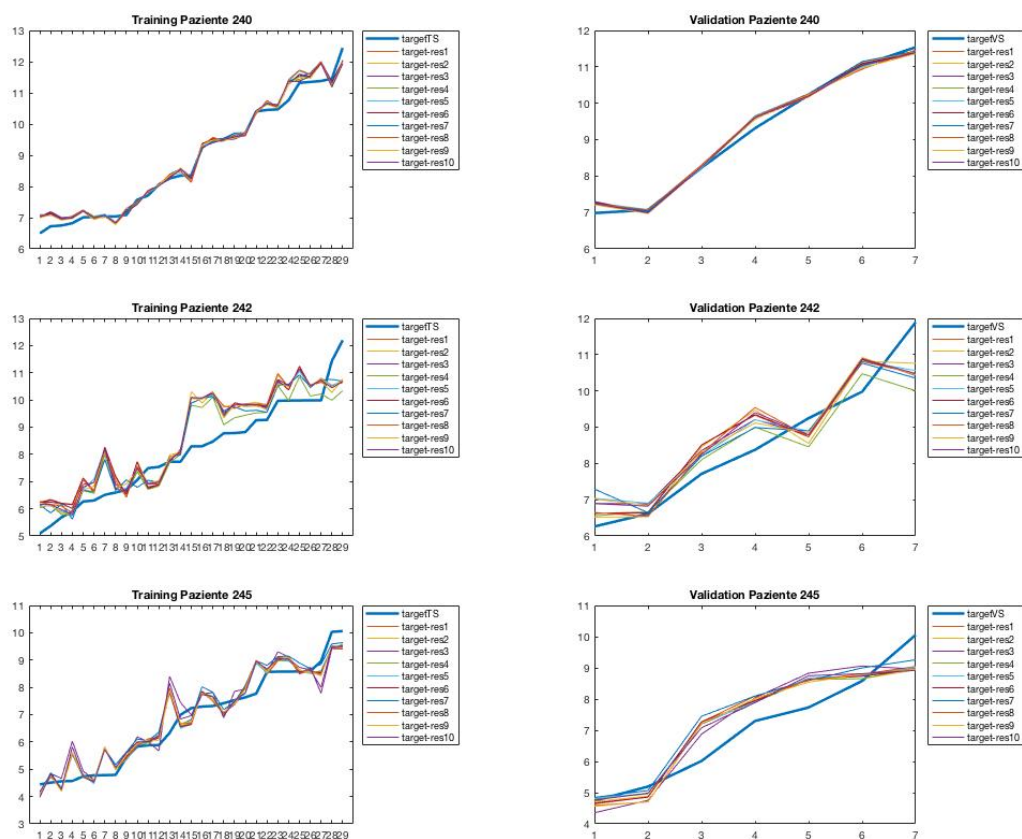 Training Paziente 240
13
12
11
10
9
8
7
6
1 2 3 4 5 6 7 8 9 10 11 12 13 14 15 16 17 18 19 20 21 22 23 24 25 26 27 28 29
targetTS
target-res1
target-res2
target-res3
target-res4
target-res5
target-res6
target-res7
target-res8
target-res9
target-res10
Validation Paziente 240
12
11
10
9
8
7
6
1 2 3 4 5 6 7
targetVS
target-res1
target-res2
target-res3
target-res4
target-res5
target-res6
target-res7
target-res8
target-res9
target-res10
Training Paziente 242
13
12
11
10
9
8
7
6
5
1 2 3 4 5 6 7 8 9 10 11 12 13 14 15 16 17 18 19 20 21 22 23 24 25 26 27 28 29
targetTS
target-res1
target-res2
target-res3
target-res4
target-res5
target-res6
target-res7
target-res8
target-res9
target-res10
Validation Paziente 242
12
11
10
9
8
7
6
1 2 3 4 5 6 7
targetVS
target-res1
target-res2
target-res3
target-res4
target-res5
target-res6
target-res7
target-res8
target-res9
target-res10
Training Paziente 245
11
10
9
8
7
6
5
4
3
1 2 3 4 5 6 7 8 9 10 11 12 13 14 15 16 17 18 19 20 21 22 23 24 25 26 27 28 29
targetTS
target-res1
target-res2
target-res3
target-res4
target-res5
target-res6
target-res7
target-res8
target-res9
target-res10
Validation Paziente 245
11
10
9
8
7
6
5
4
1 2 3 4 5 6 7
targetVS
target-res1
target-res2
target-res3
target-res4
target-res5
target-res6
target-res7
target-res8
target-res9
target-res10